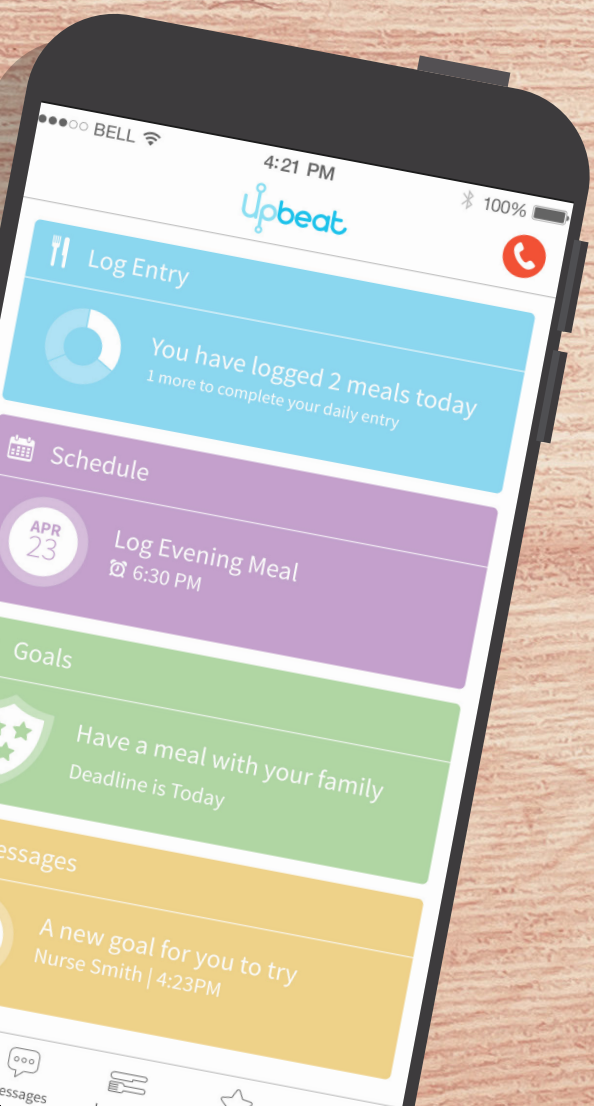 BELL
4:21 PM
100%
upbeat
Log Entry
You have logged 2 meals today
1 more to complete your daily entry
Schedule
APR
23
Log Evening Meal
6:30 PM
Goals
Have a meal with your family
Deadline is Today
essages
A new goal for you to try
Nurse Smith | 4:23PM
essages